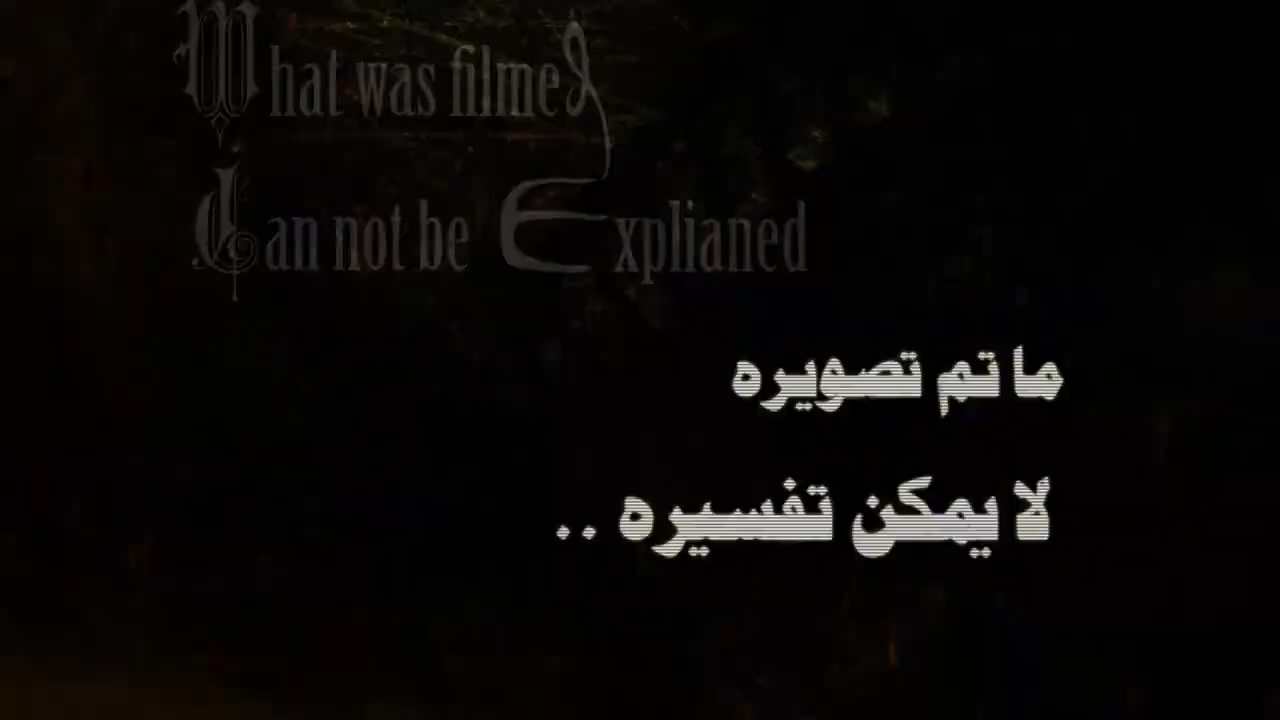 What was filmed
Can not be Explianed
ما تم تصويره
لا يمكن تفسيره ..